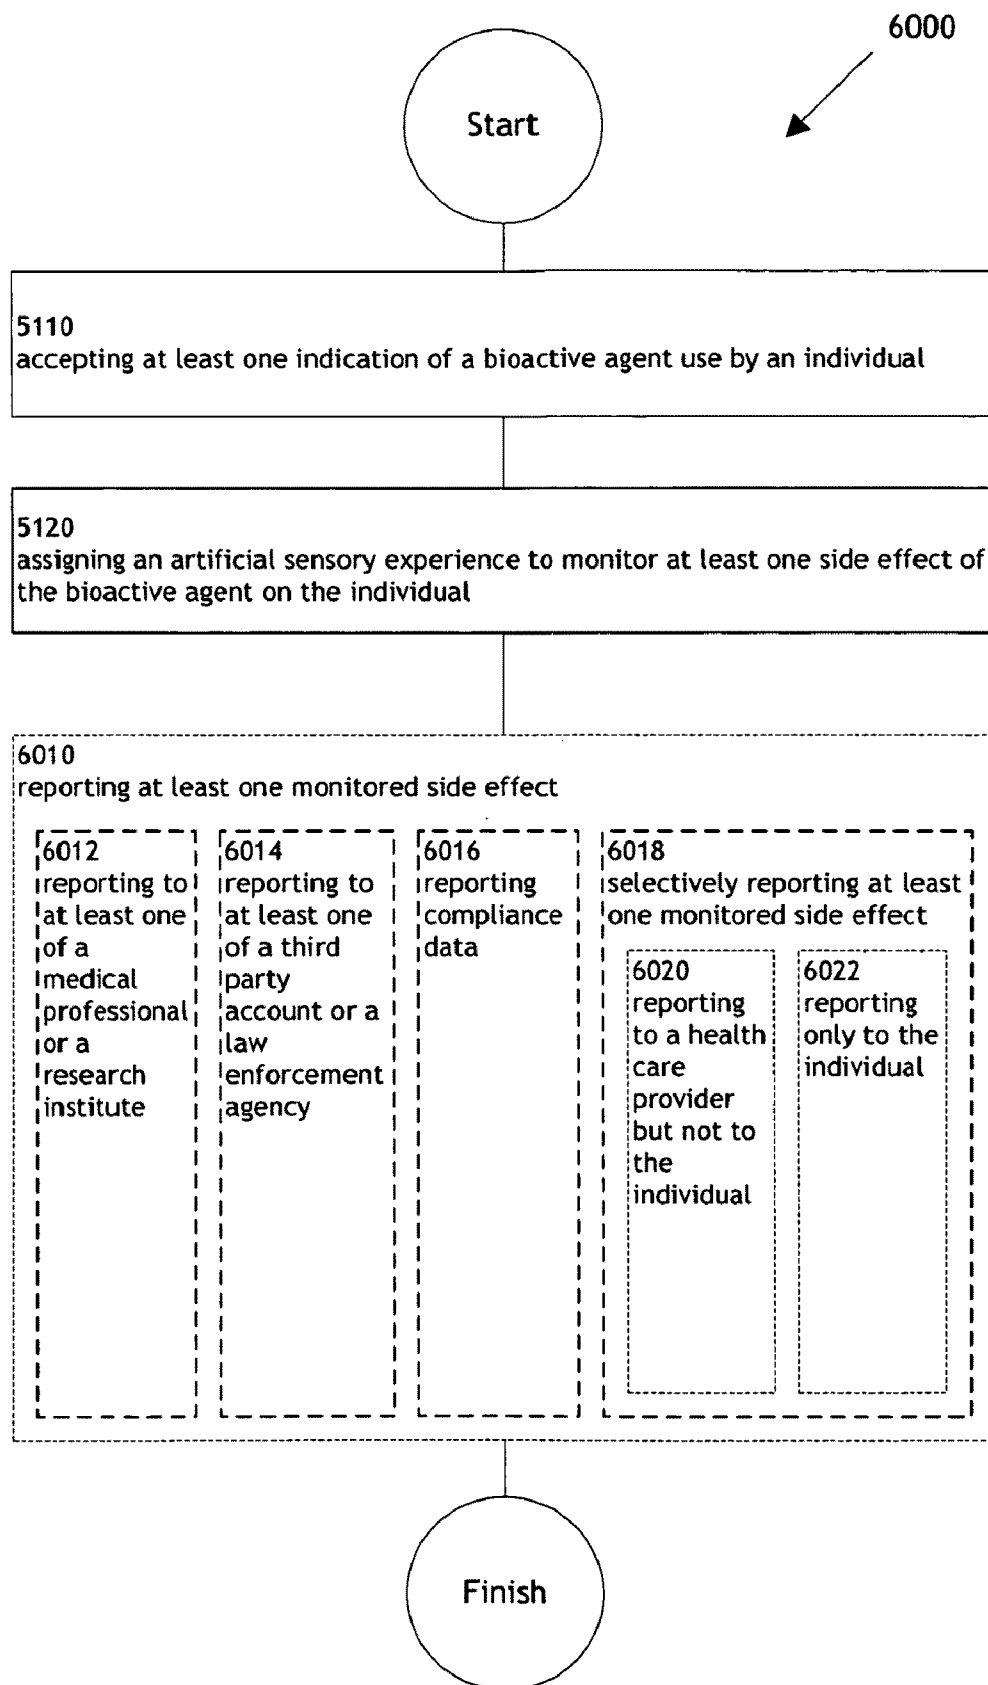 6000
Start
5110
accepting at least one indication of a bioactive agent use by an individual
5120
assigning an artificial sensory experience to monitor at least one side effect of
the bioactive agent on the individual
6010
reporting at least one monitored side effect
6012
reporting to
at least one
of a
medical
professional
or a
research
institute
6014
reporting to
at least one
of a third
party
account or a
law
enforcement
agency
6016
reporting
compliance
data
6018
selectively reporting at least
one monitored side effect
6020
reporting
to a health
care
provider
but not to
the
individual
6022
reporting
only to the
individual
Finish